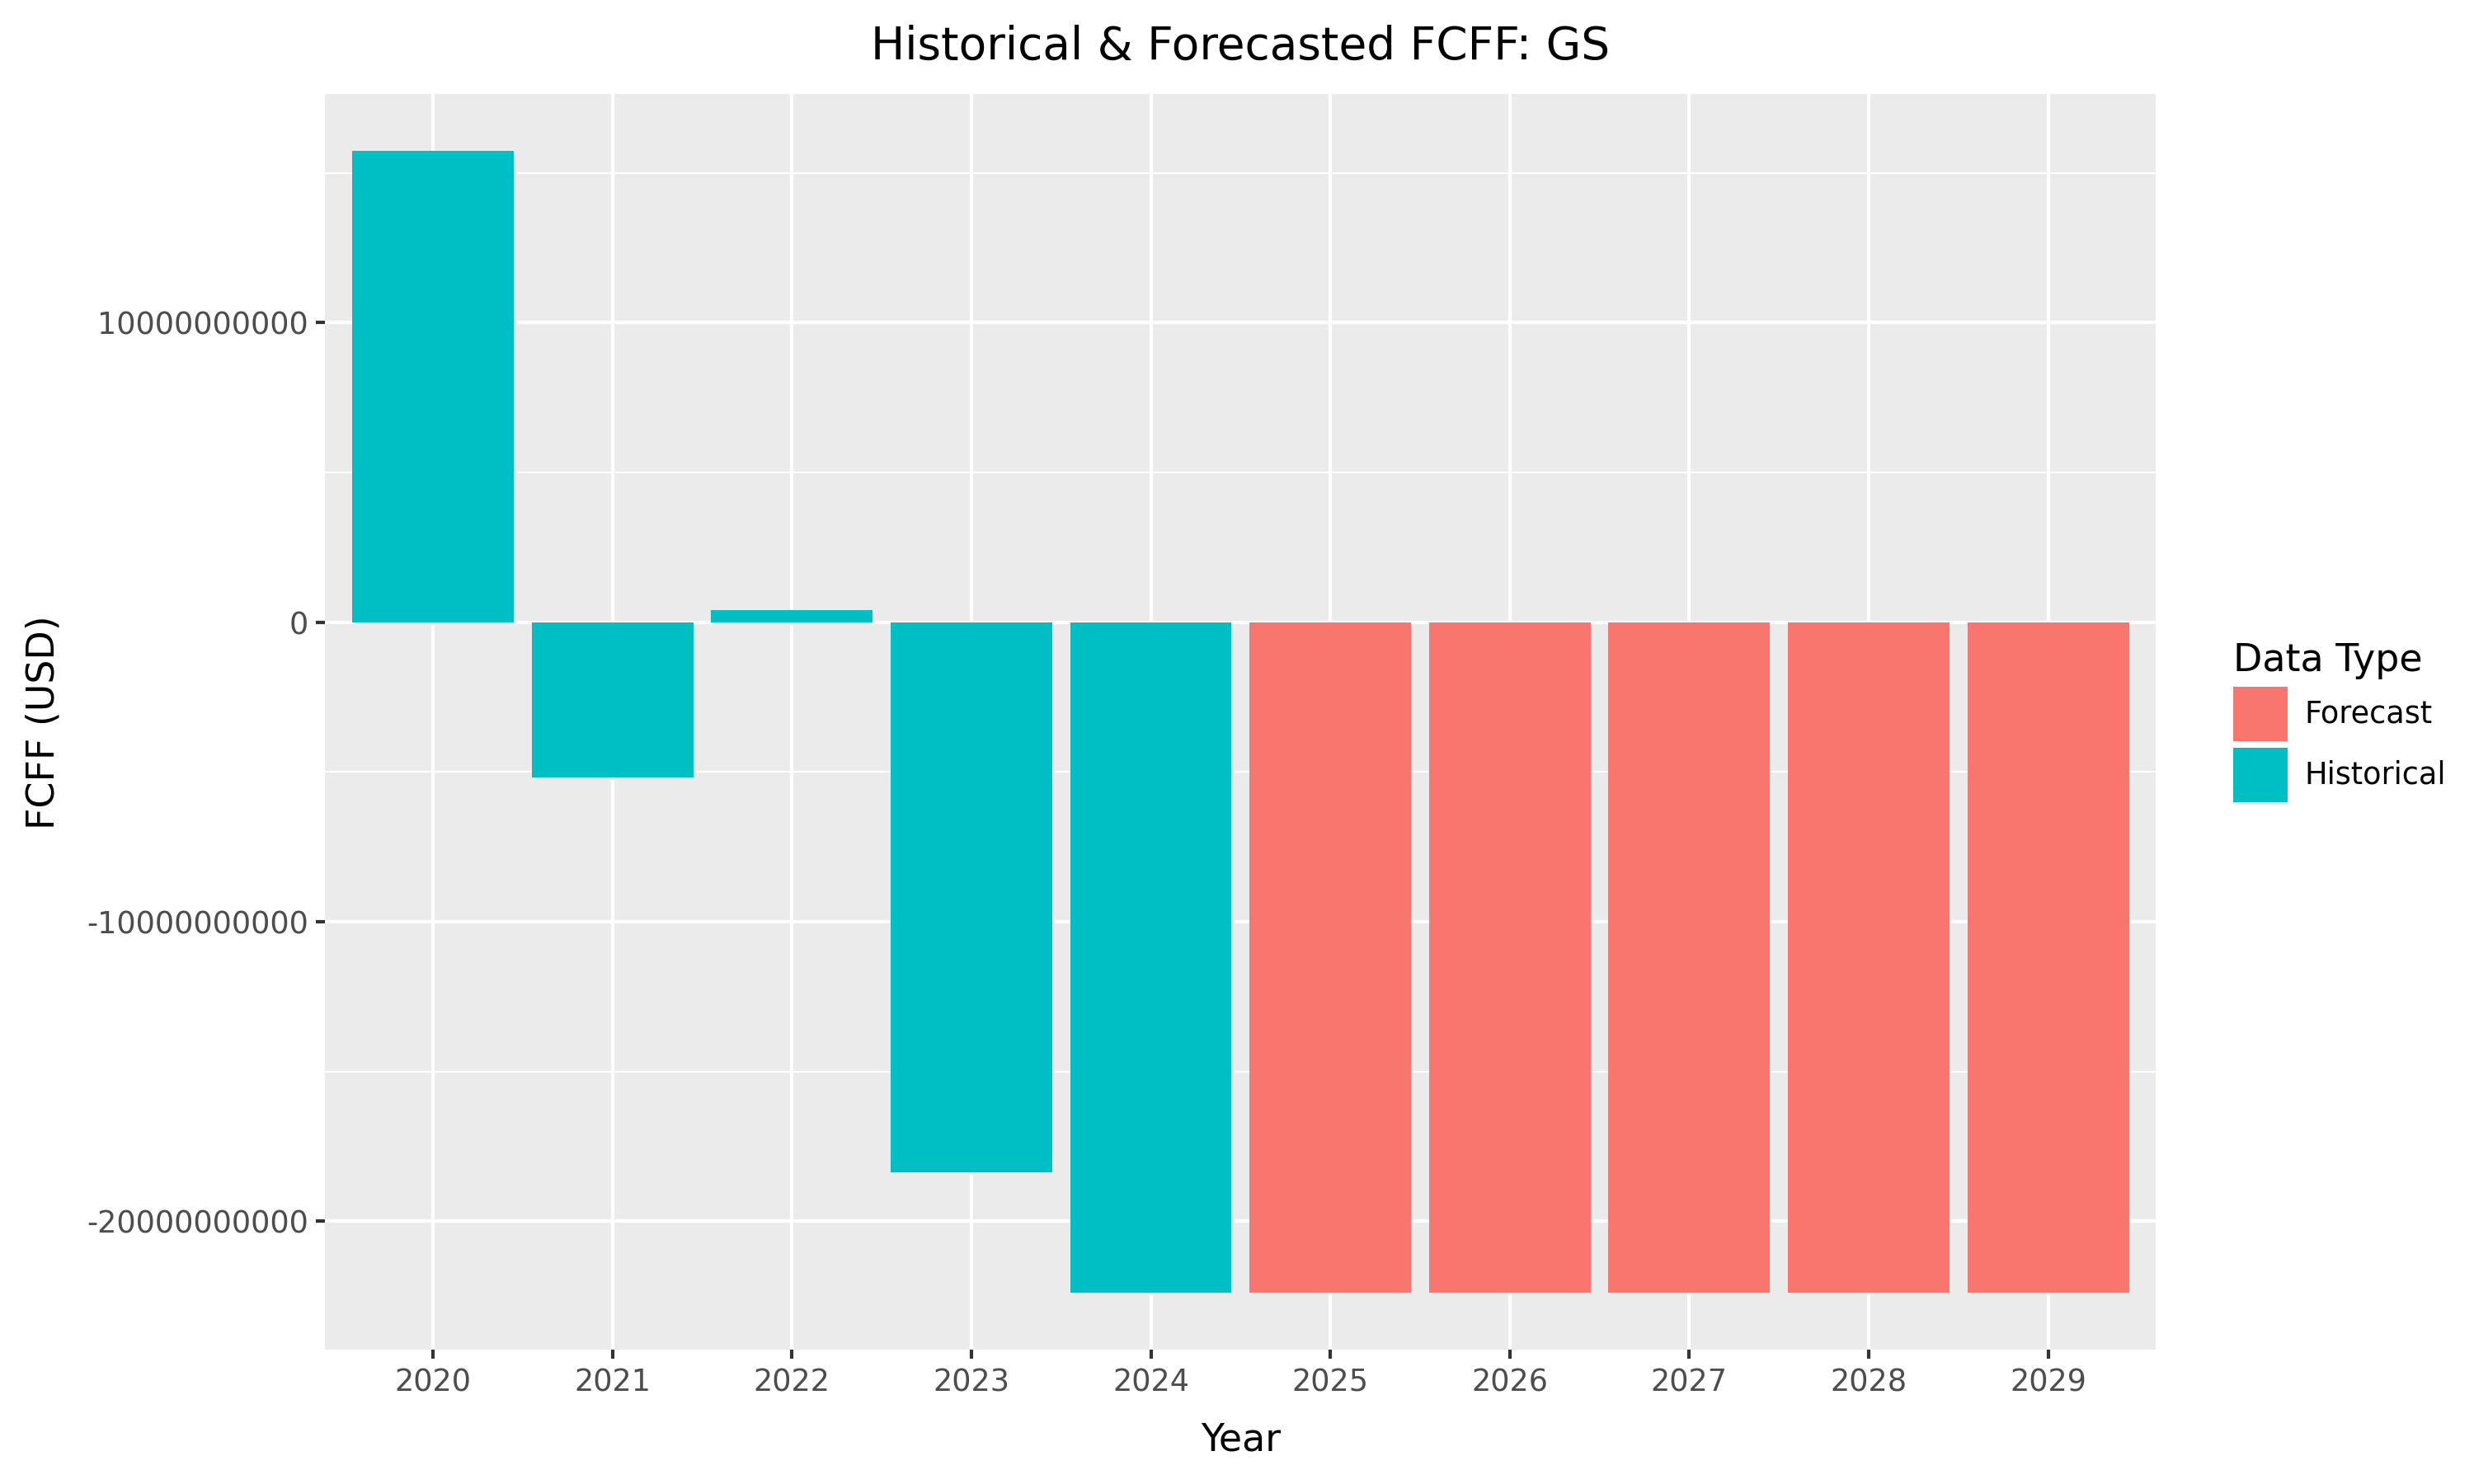 Historical & Forecasted FCFF: GS
FCFF (USD)
10000000000
0
-10000000000
-20000000000
2020 2021 2022 2023 2024 2025 2026 2027 2028 2029
Year
Data Type
Forecast
Historical